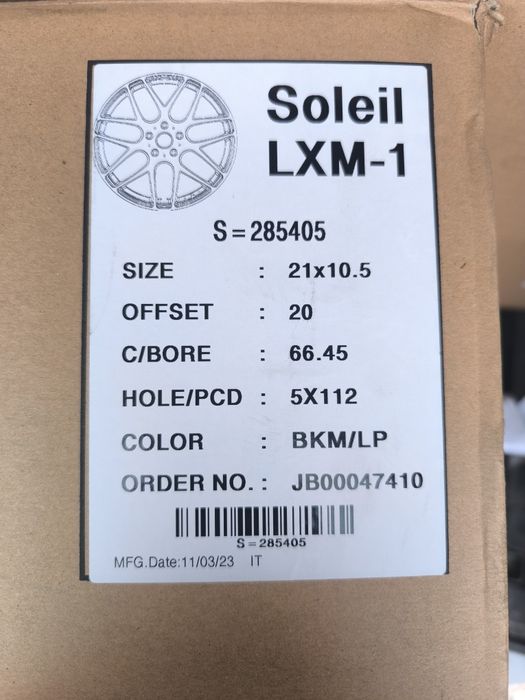 Soleil
LXM-1
S=285405
SIZE : 21x10.5
OFFSET : 20
C/BORE : 66.45
HOLE/PCD : 5X112
COLOR : BKM/LP
ORDER NO. : JB00047410
S=285405
MFG.Date:11/03/23 IT